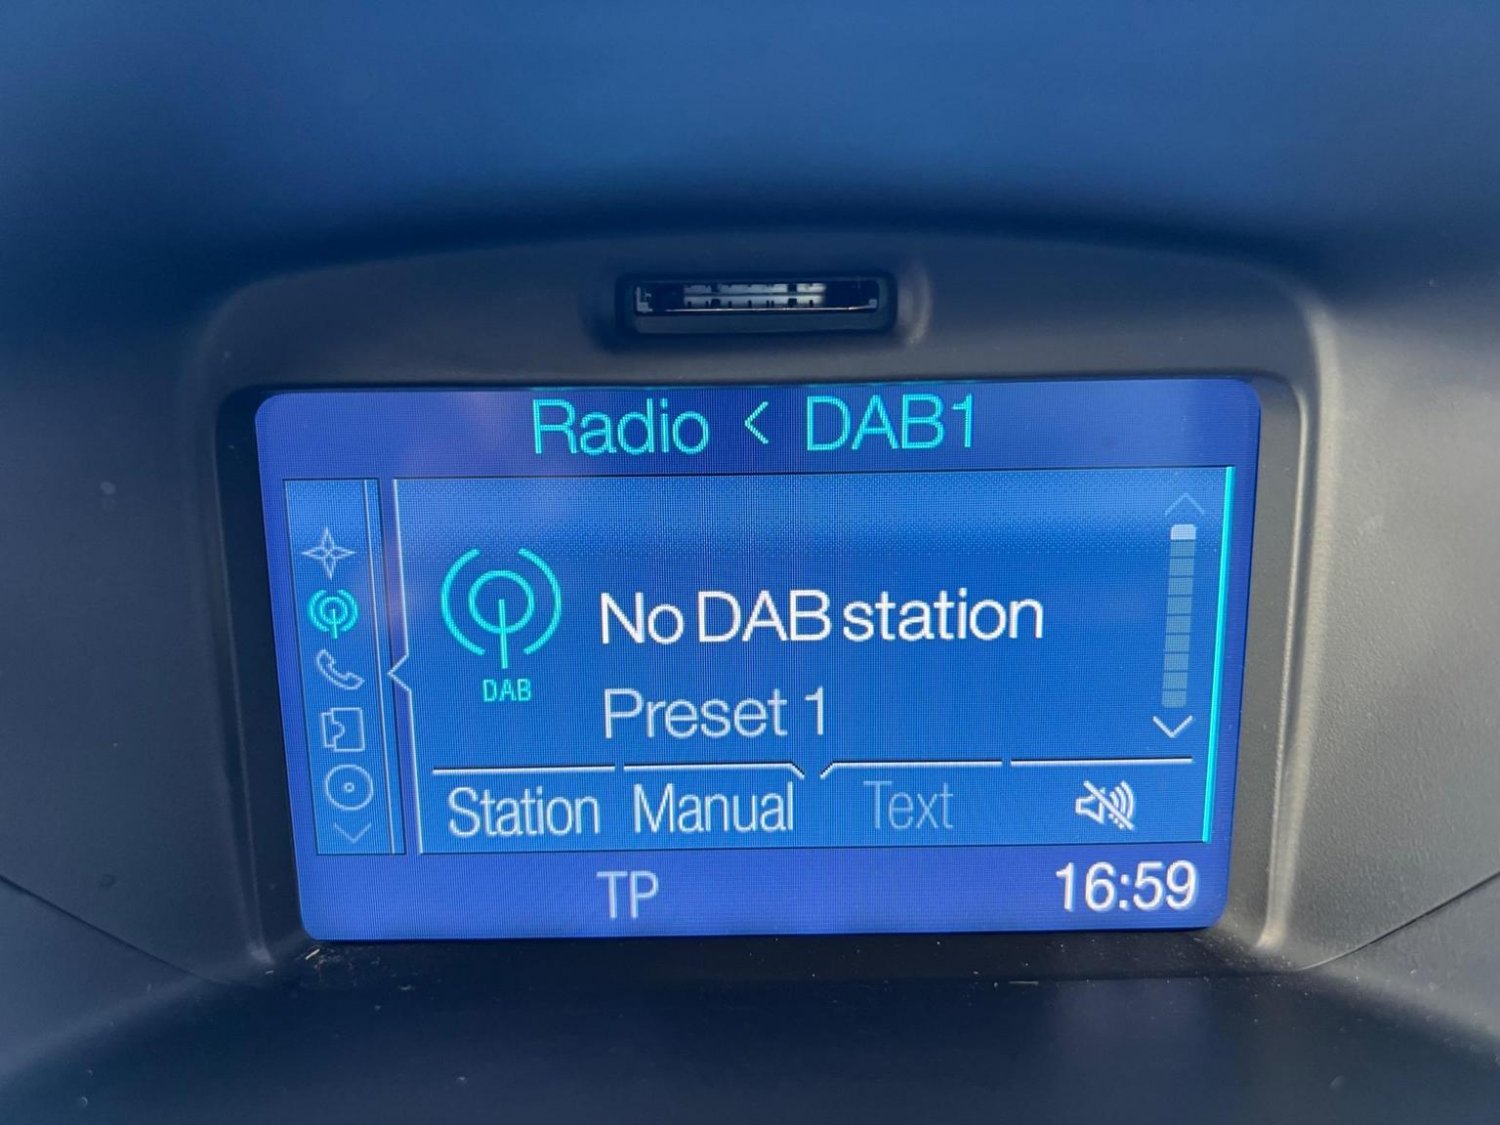 Radio < DAB1
DAB
No DAB station
Preset 1
Station Manual Text
TP 16:59